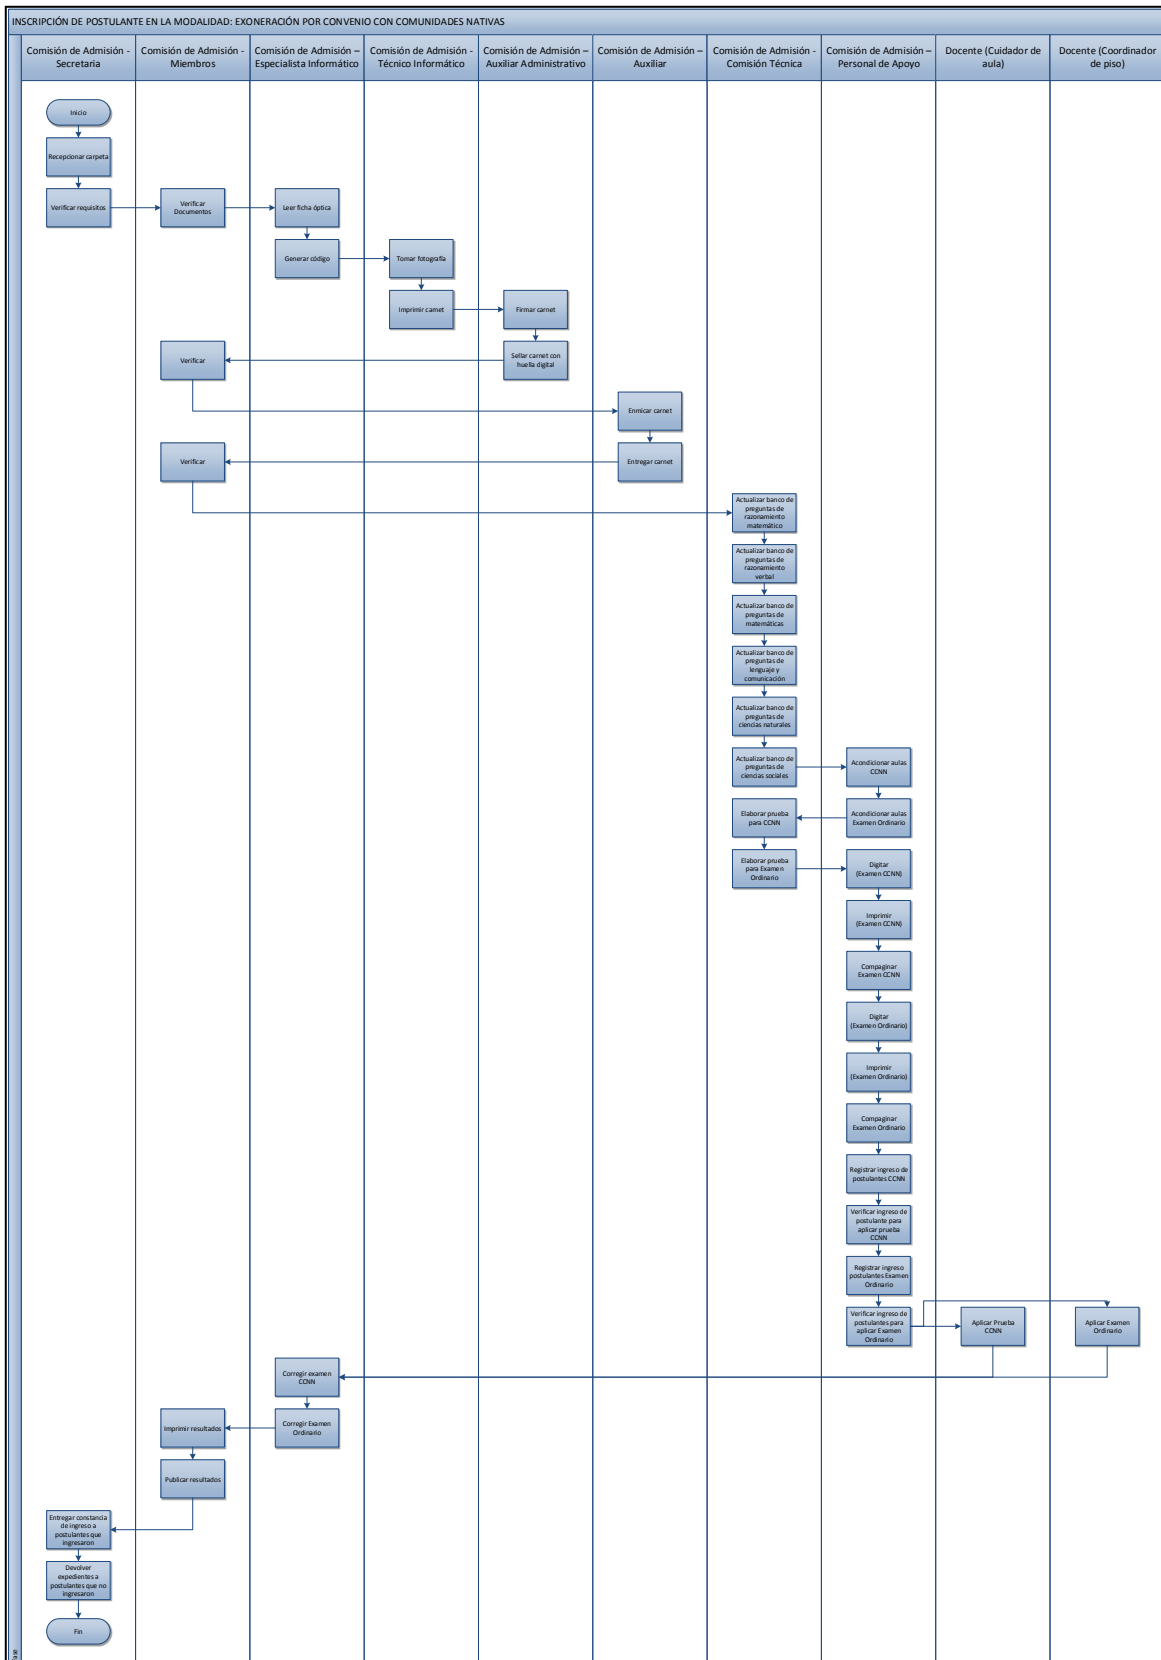 INSCRIPCIÓN DE POSTULANTE EN LA MODALIDAD: EXONERACIÓN POR CONVENIO CON COMUNIDADES NATIVAS
Comisión de Admisión -
Secretaria
Comisión de Admisión -
Miembros
Comisión de Admisión –
Especialista Informático
Comisión de Admisión -
Técnico Informático
Comisión de Admisión –
Auxiliar Administrativo
Comisión de Admisión –
Auxiliar
Comisión de Admisión -
Comisión Técnica
Comisión de Admisión –
Personal de Apoyo
Docente (Cuidador de
aula)
Docente (Coordinador
de piso)
Inicio
Recepcionar carpeta
Verificar requisitos
Verificar
Documentos
Leer ficha óptica
Generar código
Tomar fotografía
Imprimir carnet
Firmar carnet
Sellar carnet con
huella digital
Verificar
Enmicar carnet
Entregar carnet
Verificar
Actualizar banco de
preguntas de
razonamiento
matemático
Actualizar banco de
preguntas de
razonamiento
verbal
Actualizar banco de
preguntas de
matemáticas
Actualizar banco de
preguntas de
lenguaje y
comunicación
Actualizar banco de
preguntas de
ciencias naturales
Actualizar banco de
preguntas de
ciencias sociales
Acondicionar aulas
CCNN
Acondicionar aulas
Examen Ordinario
Elaborar prueba
para CCNN
Elaborar prueba
para Examen
Ordinario
Digitar
(Examen CCNN)
Imprimir
(Examen CCNN)
Compaginar
Examen CCNN
Digitar
(Examen Ordinario)
Imprimir
(Examen Ordinario)
Compaginar
Examen Ordinario
Registrar ingreso de
postulantes CCNN
Verificar ingreso de
postulante para
aplicar prueba
CCNN
Registrar ingreso
postulantes Examen
Ordinario
Verificar ingreso de
postulantes para
aplicar Examen
Ordinario
Aplicar Prueba
CCNN
Aplicar Examen
Ordinario
Corregir examen
CCNN
Corregir Examen
Ordinario
Imprimir resultados
Publicar resultados
Entregar constancia
de ingreso a
postulantes que
ingresaron
Devolver
expedientes a
postulantes que no
ingresaron
Fin